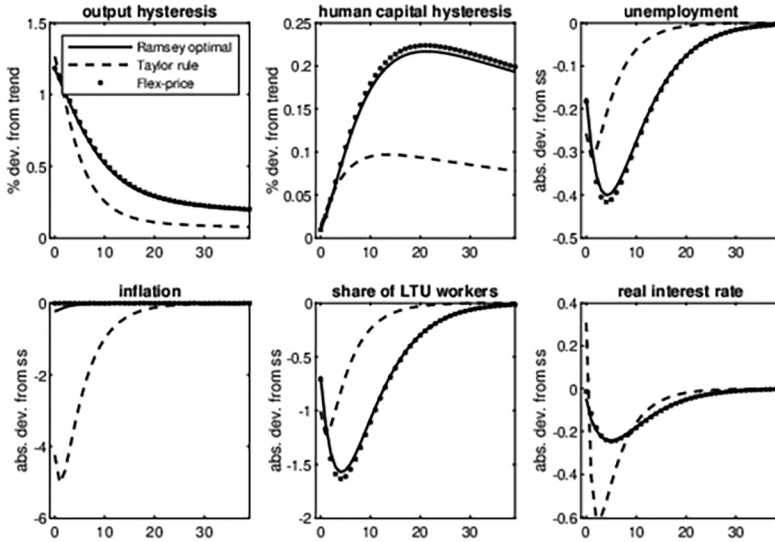 output hysteresis
% dev. from trend
1.5
1
0.5
0
0 10 20 30
Ramsey optimal
Taylor rule
Flex-price
human capital hysteresis
% dev. from trend
0.25
0.2
0.15
0.1
0.05
0
0 10 20 30
unemployment
abs. dev. from ss
0
-0.1
-0.2
-0.3
-0.4
-0.5
0 10 20 30
inflation
abs. dev. from ss
0
-2
-4
-6
0 10 20 30
share of LTU workers
abs. dev. from ss
0
-0.5
-1
-1.5
-2
0 10 20 30
real interest rate
abs. dev. from ss
0.4
0.2
0
-0.2
-0.4
-0.6
0 10 20 30